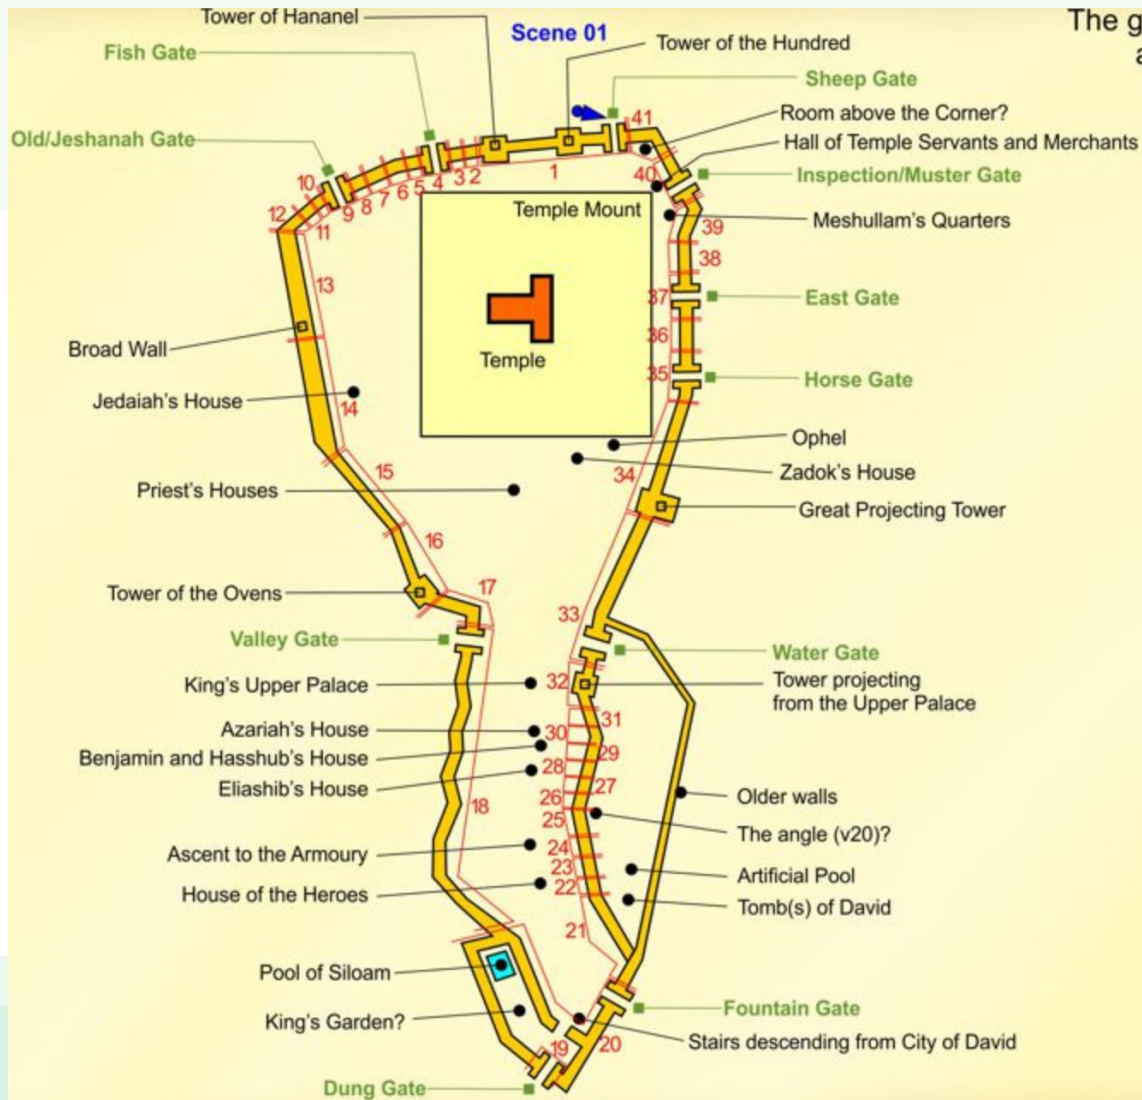 Tower of Hananel
Scene 01
The g
a
Fish Gate
Tower of the Hundred
Sheep Gate
Old/Jeshanah Gate
41
Room above the Corner?
Hall of Temple Servants and Merchants
10
9
8
7
6
5
4
3
2
1
40
Inspection/Muster Gate
12
11
Temple Mount
Meshullam's Quarters
39
38
13
37
East Gate
36
Broad Wall
Temple
35
Horse Gate
Jedaiah's House
14
Ophel
15
34
Zadok's House
Priest's Houses
Great Projecting Tower
16
Tower of the Ovens
17
33
Valley Gate
Water Gate
King's Upper Palace
32
Tower projecting
from the Upper Palace
31
Azariah's House
30
Benjamin and Hasshub's House
29
28
Eliashib's House
27
26
Older walls
18
25
The angle (v20)?
Ascent to the Armoury
24
23
Artificial Pool
House of the Heroes
22
Tomb(s) of David
21
Pool of Siloam
Fountain Gate
King's Garden?
19
20
Stairs descending from City of David
Dung Gate